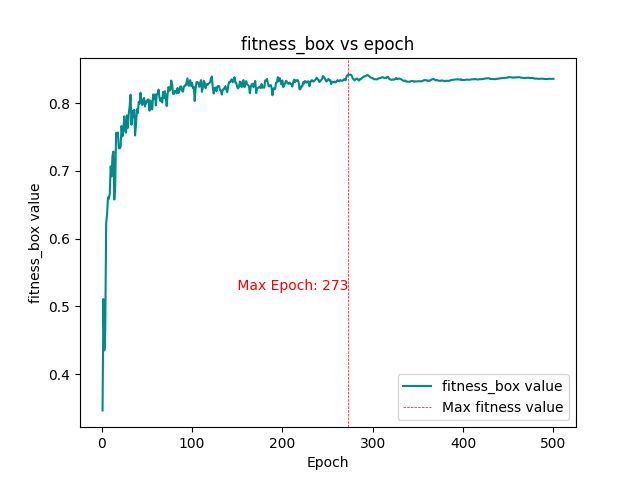 fitness_box vs epoch
fitness_box value
0.8
0.7
0.6
0.5
0.4
Max Epoch: 273
fitness_box value
Max fitness value
0
100
200
300
400
500
Epoch